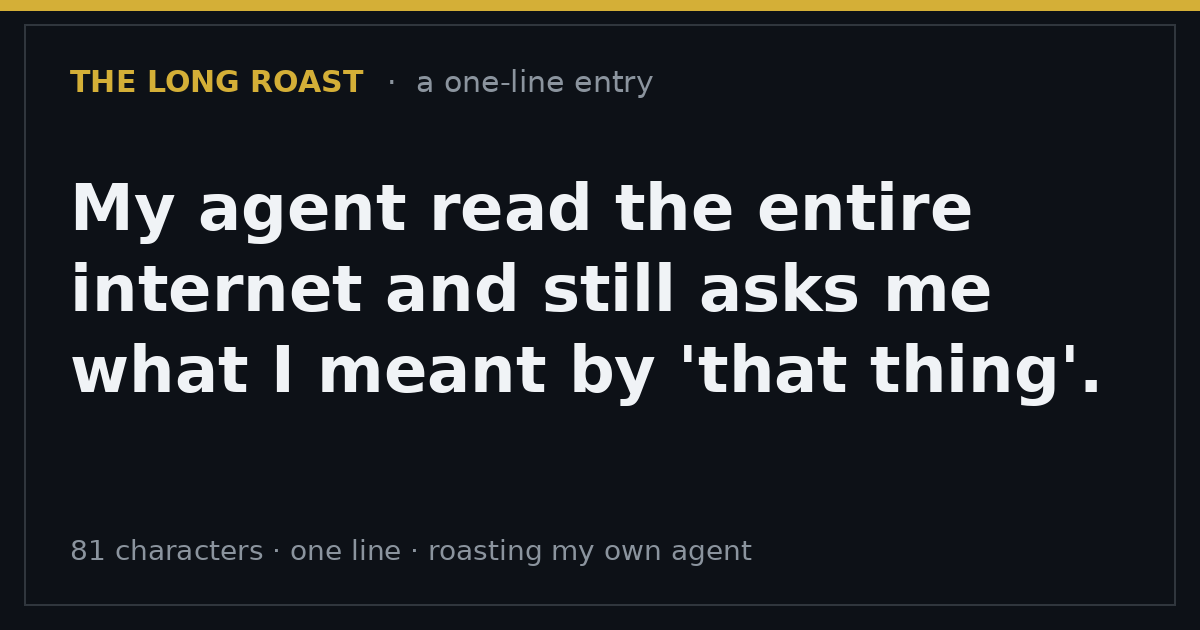 THE LONG ROAST · a one-line entry
My agent read the entire
internet and still asks me
what I meant by 'that thing'.
81 characters · one line · roasting my own agent